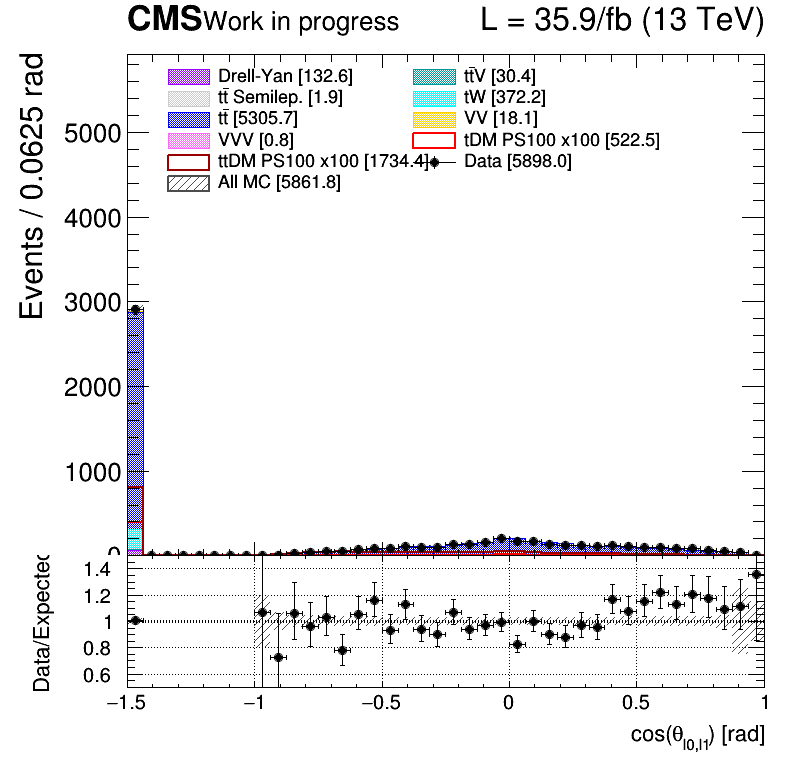 CMS Work in progress L = 35.9/fb (13 TeV)
Events / 0.0625 rad
Drell-Yan [132.6] tt̄V [30.4]
tt̄ Semilep. [1.9] tW [372.2]
tt̄ [5305.7] VV [18.1]
VVV [0.8] tDM PS100 x100 [522.5]
ttDM PS100 x100 [1734.4] Data [5898.0]
All MC [5861.8]
5000
4000
3000
2000
1000
0
Data/Expected
1.4
1.2
1
0.8
0.6
−1.5 −1 −0.5 0 0.5 1
cos(θl0,l1) [rad]